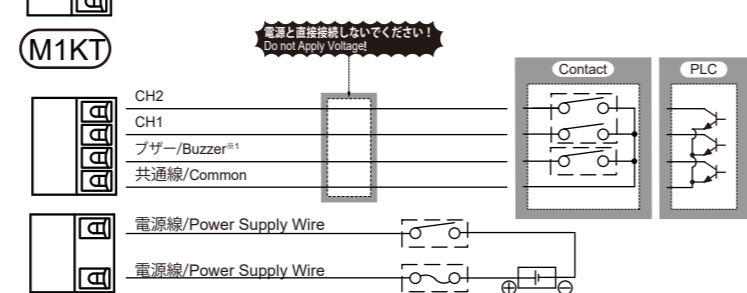 M1KT
電源と直接接続しないでください!
Do not Apply Voltage!
Contact
PLC
CH2
CH1
ブザー/Buzzer※1
共通線/Common
電源線/Power Supply Wire
電源線/Power Supply Wire
⊕ ⊖